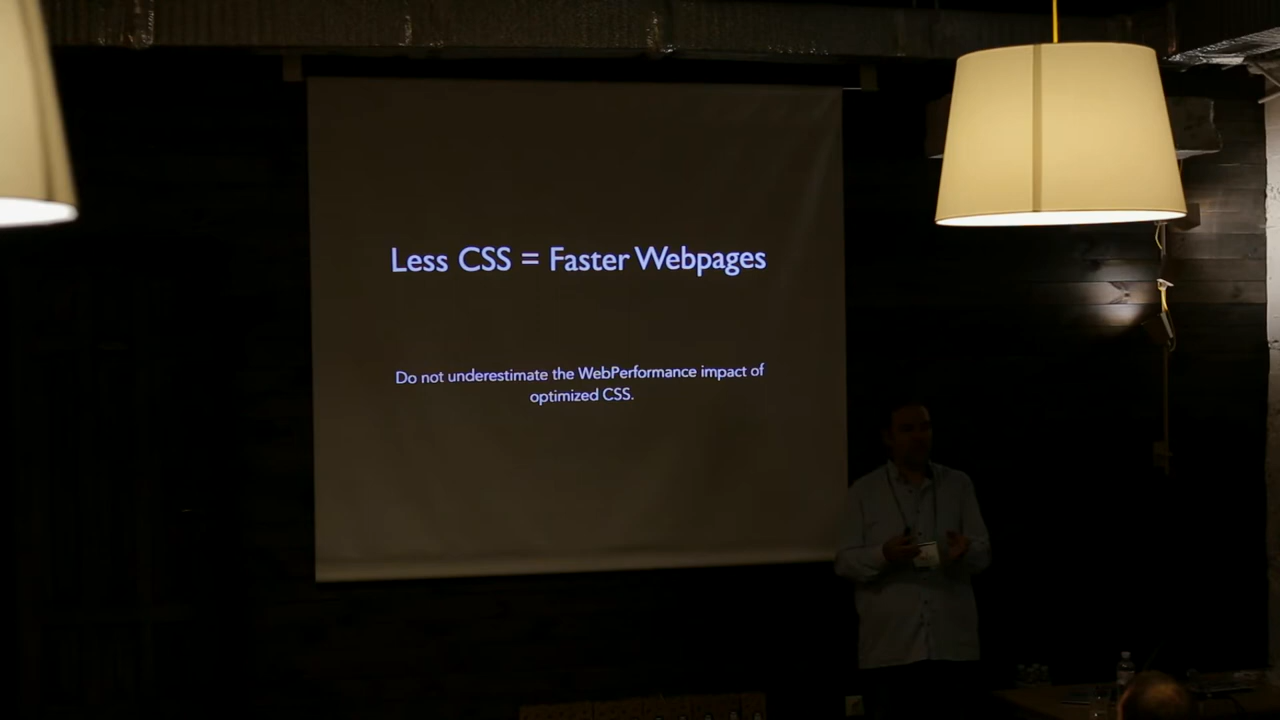 Less CSS = Faster Webpages
Do not underestimate the WebPerformance impact of
optimized CSS.